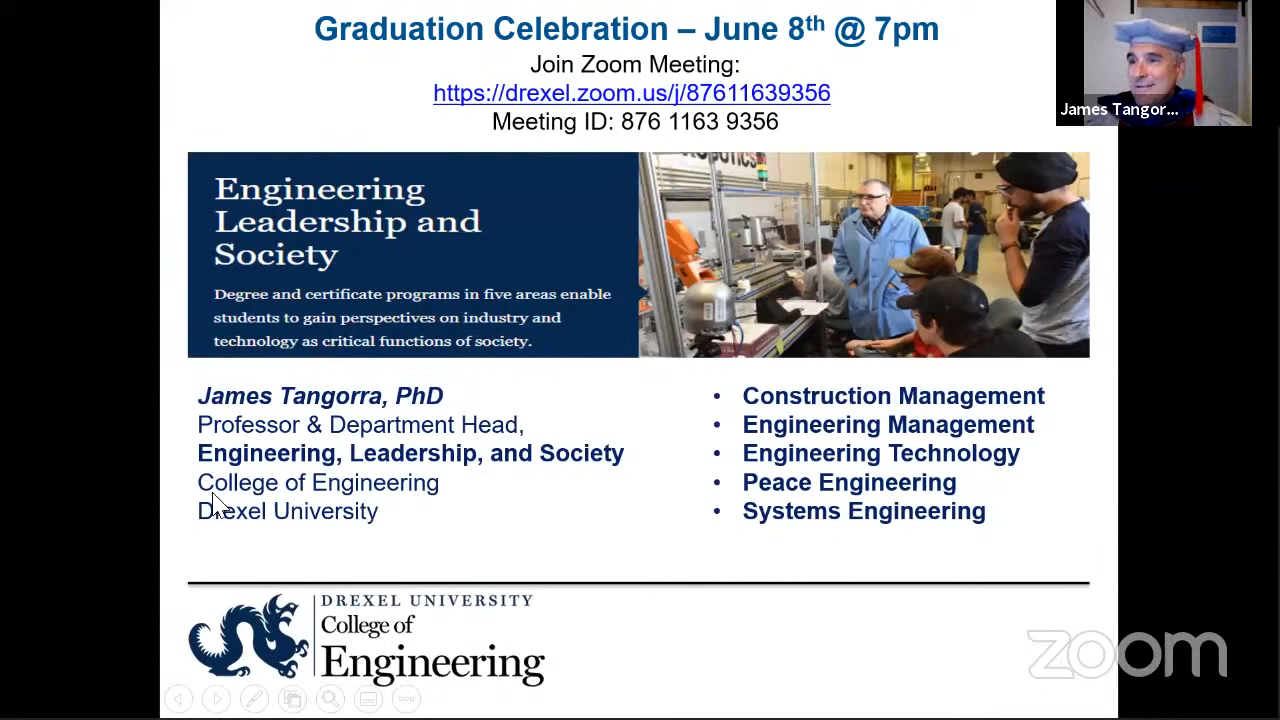 Graduation Celebration – June 8th @ 7pm
Join Zoom Meeting:
https://drexel.zoom.us/j/87611639356
Meeting ID: 876 1163 9356
James Tangor...
Engineering
Leadership and
Society
Degree and certificate programs in five areas enable
students to gain perspectives on industry and
technology as critical functions of society.
ROBOTICS
James Tangorra, PhD
Professor & Department Head,
Engineering, Leadership, and Society
College of Engineering
Drexel University
• Construction Management
• Engineering Management
• Engineering Technology
• Peace Engineering
• Systems Engineering
DREXEL UNIVERSITY
College of
Engineering
zoom